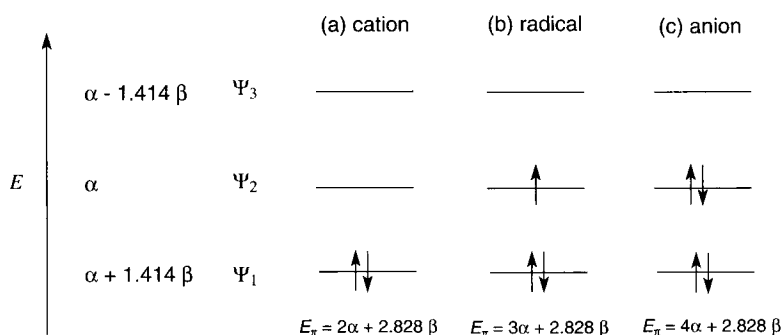 (a) cation (b) radical (c) anion
α - 1.414 β Ψ₃
E α Ψ₂
α + 1.414 β Ψ₁
Eπ = 2α + 2.828 β Eπ = 3α + 2.828 β Eπ = 4α + 2.828 β